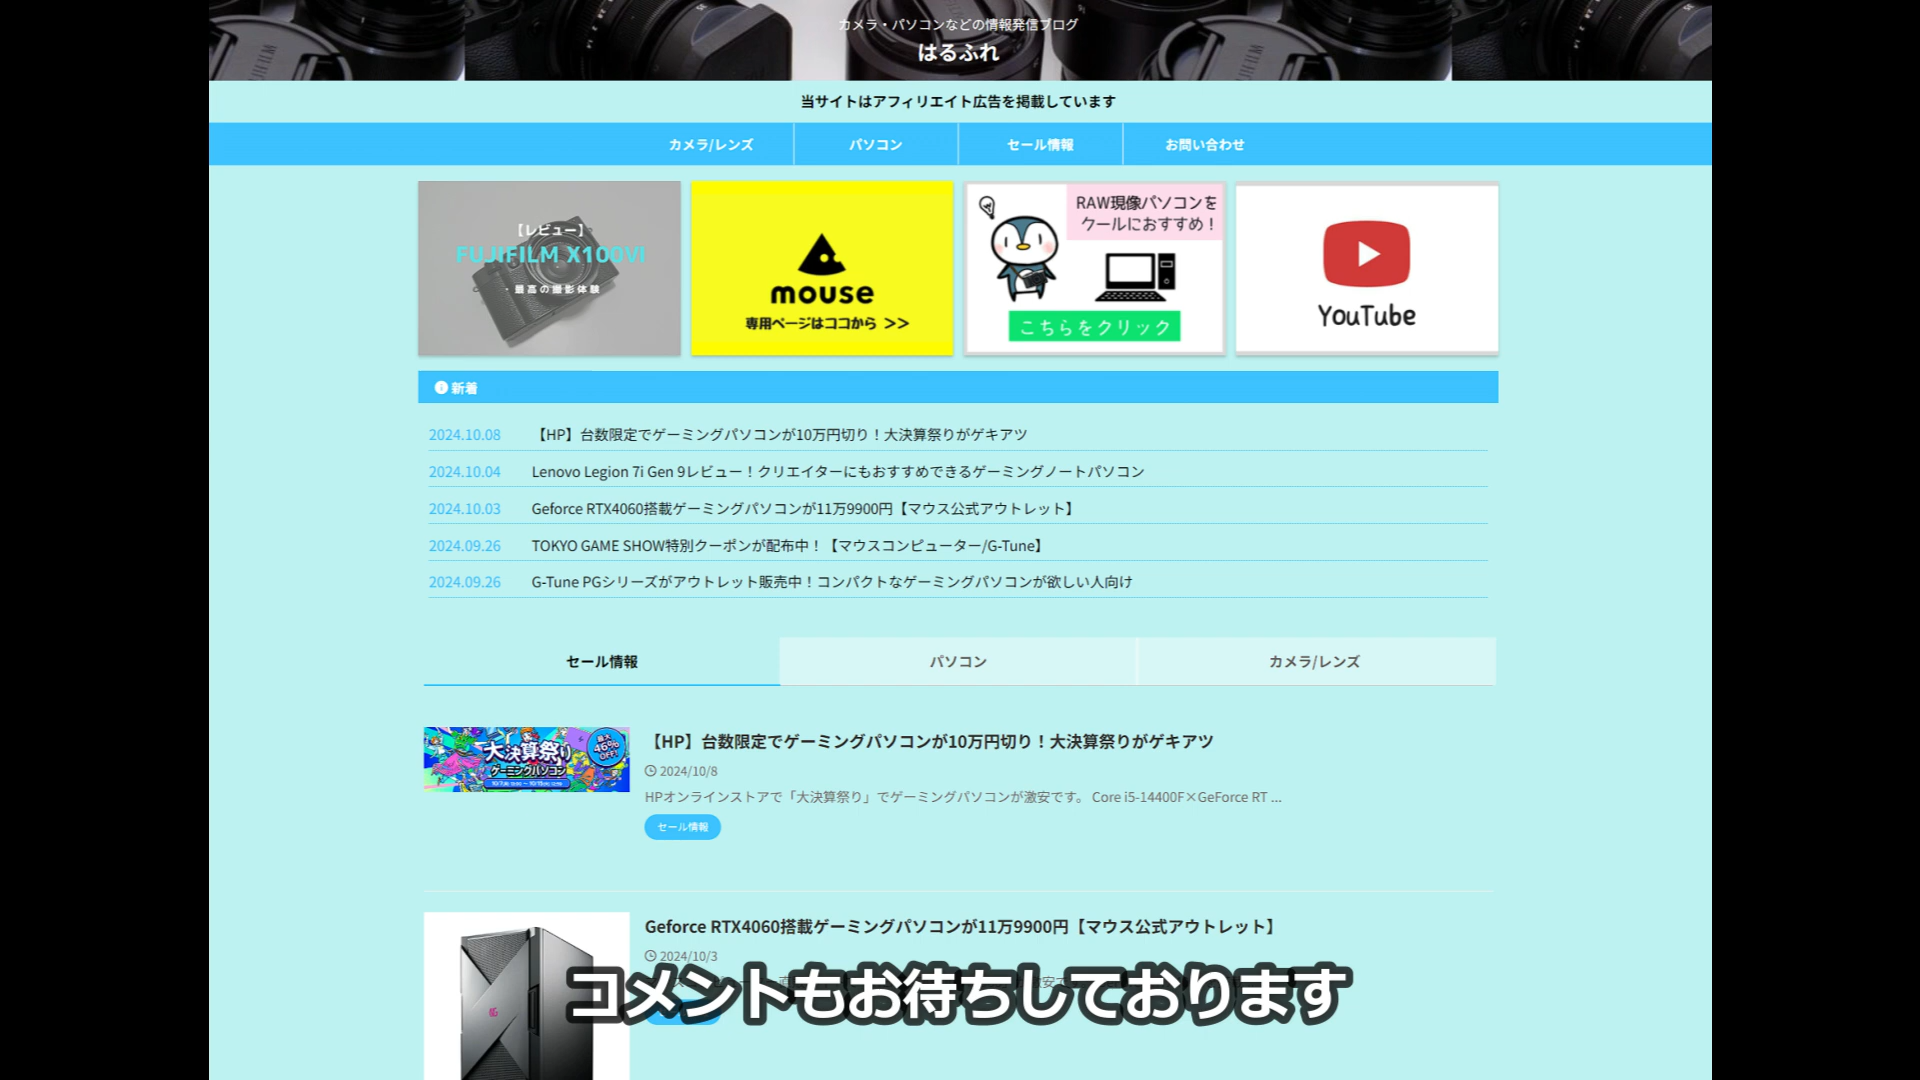 カメラ・パソコンなどの情報発信ブログ
はるふれ
当サイトはアフィリエイト広告を掲載しています
カメラ/レンズ
パソコン
セール情報
お問い合わせ
【レビュー】
FUJIFILM X100VI
- 最高の撮影体験
mouse
専用ページはココから >>
RAW現像パソコンを
クールにおすすめ！
こちらをクリック
YouTube
新着
2024.10.08 【HP】台数限定でゲーミングパソコンが10万円切り！大決算祭りがゲキアツ
2024.10.04 Lenovo Legion 7i Gen 9レビュー！クリエイターにもおすすめできるゲーミングノートパソコン
2024.10.03 Geforce RTX4060搭載ゲーミングパソコンが11万9900円【マウス公式アウトレット】
2024.09.26 TOKYO GAME SHOW特別クーポンが配布中！【マウスコンピューター/G-Tune】
2024.09.26 G-Tune PGシリーズがアウトレット販売中！コンパクトなゲーミングパソコンが欲しい人向け
セール情報
パソコン
カメラ/レンズ
大決算祭り
ゲーミングパソコン
最大
46%
OFF!
【HP】台数限定でゲーミングパソコンが10万円切り！大決算祭りがゲキアツ
2024/10/8
HPオンラインストアで「大決算祭り」でゲーミングパソコンが激安です。 Core i5-14400F×GeForce RT ...
セール情報
Geforce RTX4060搭載ゲーミングパソコンが11万9900円【マウス公式アウトレット】
2024/10/3
コメントもお待ちしております